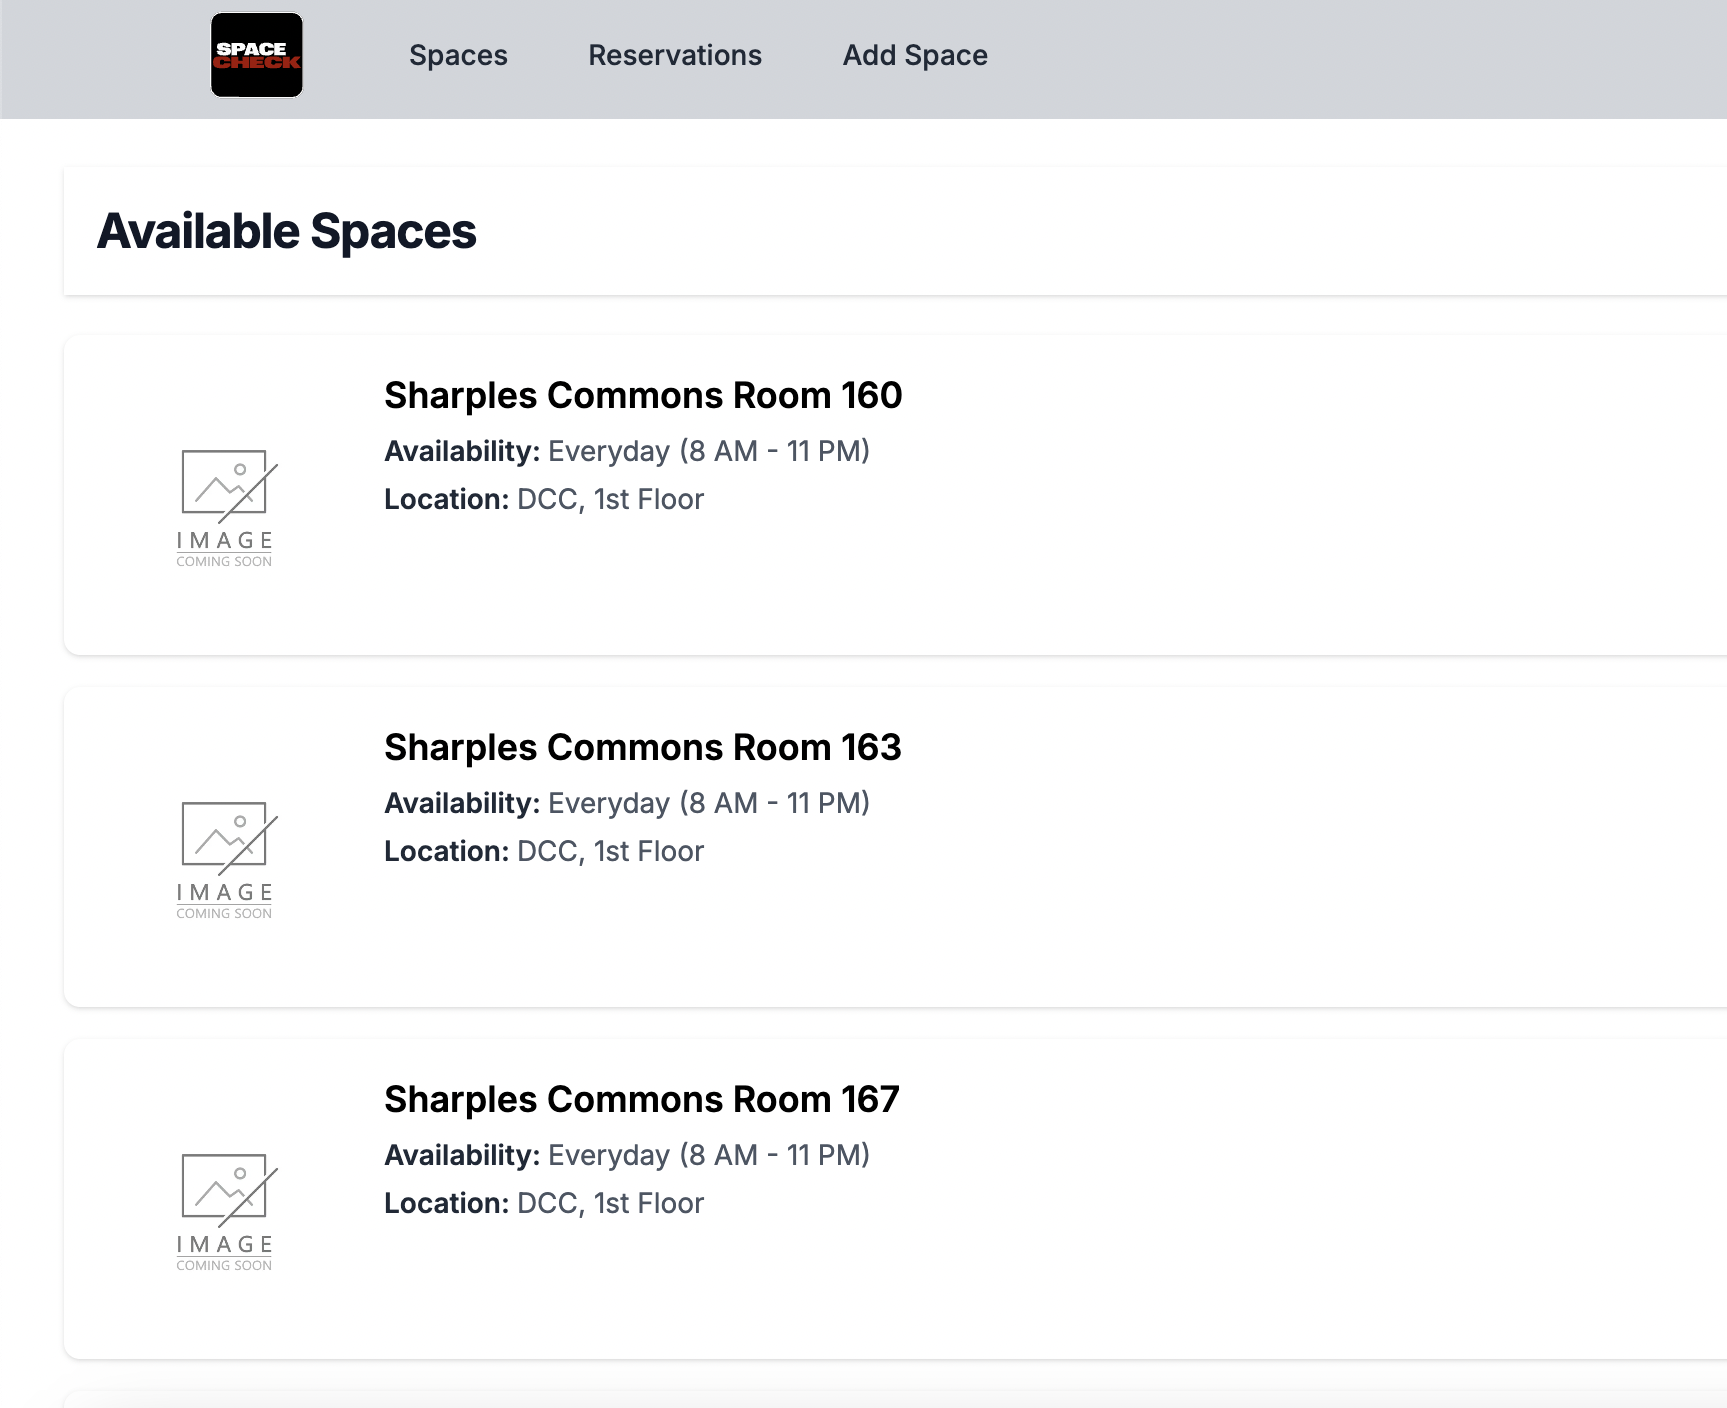 SPACE
CHECK
Spaces Reservations Add Space
Available Spaces
Sharples Commons Room 160
Availability: Everyday (8 AM - 11 PM)
Location: DCC, 1st Floor
IMAGE
COMING SOON
Sharples Commons Room 163
Availability: Everyday (8 AM - 11 PM)
Location: DCC, 1st Floor
IMAGE
COMING SOON
Sharples Commons Room 167
Availability: Everyday (8 AM - 11 PM)
Location: DCC, 1st Floor
IMAGE
COMING SOON